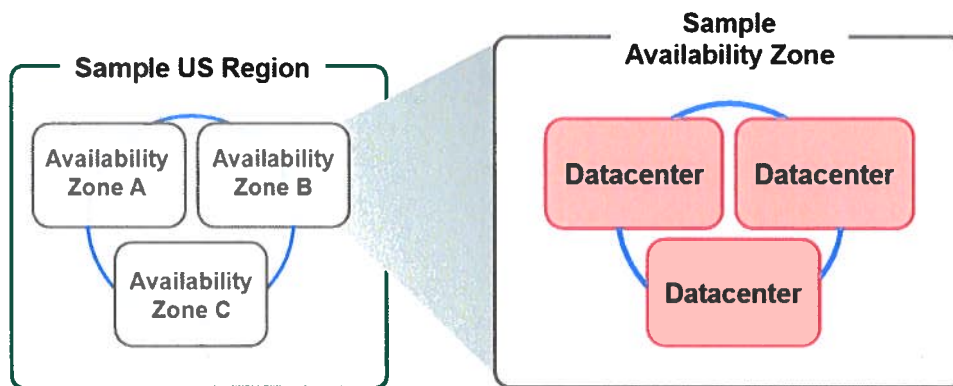 Sample US Region
Availability
Zone A
Availability
Zone B
Availability
Zone C
Sample
Availability Zone
Datacenter
Datacenter
Datacenter